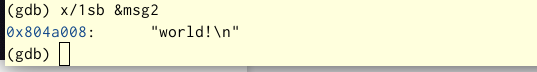 (gdb) x/1sb &msg2
0x804a008:      "world!\n"
(gdb)